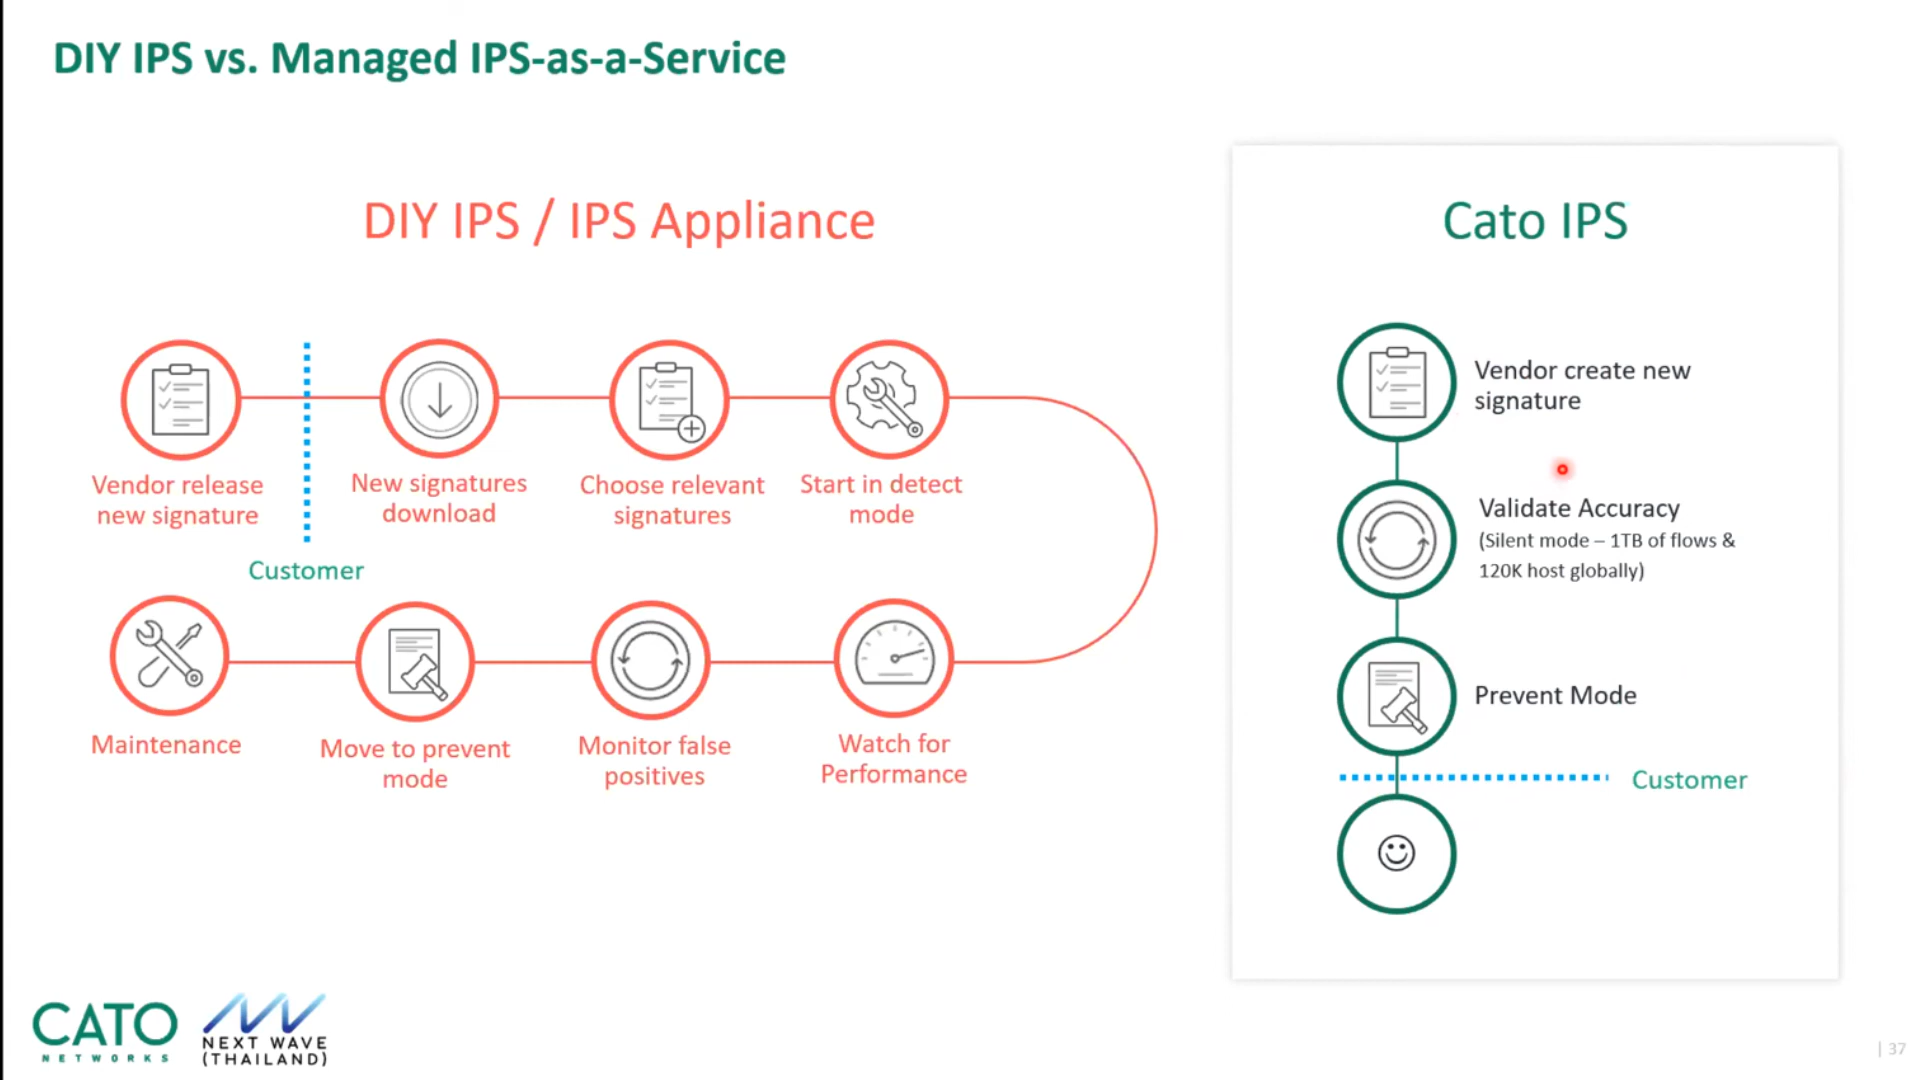 DIY IPS vs. Managed IPS-as-a-Service
DIY IPS / IPS Appliance
Vendor release
new signature
New signatures
download
Choose relevant
signatures
Start in detect
mode
Customer
Maintenance
Move to prevent
mode
Monitor false
positives
Watch for
Performance
Cato IPS
Vendor create new
signature
Validate Accuracy
(Silent mode – 1TB of flows &
120K host globally)
Prevent Mode
Customer
CATO
NETWORKS
NEXT WAVE
(THAILAND)
| 37